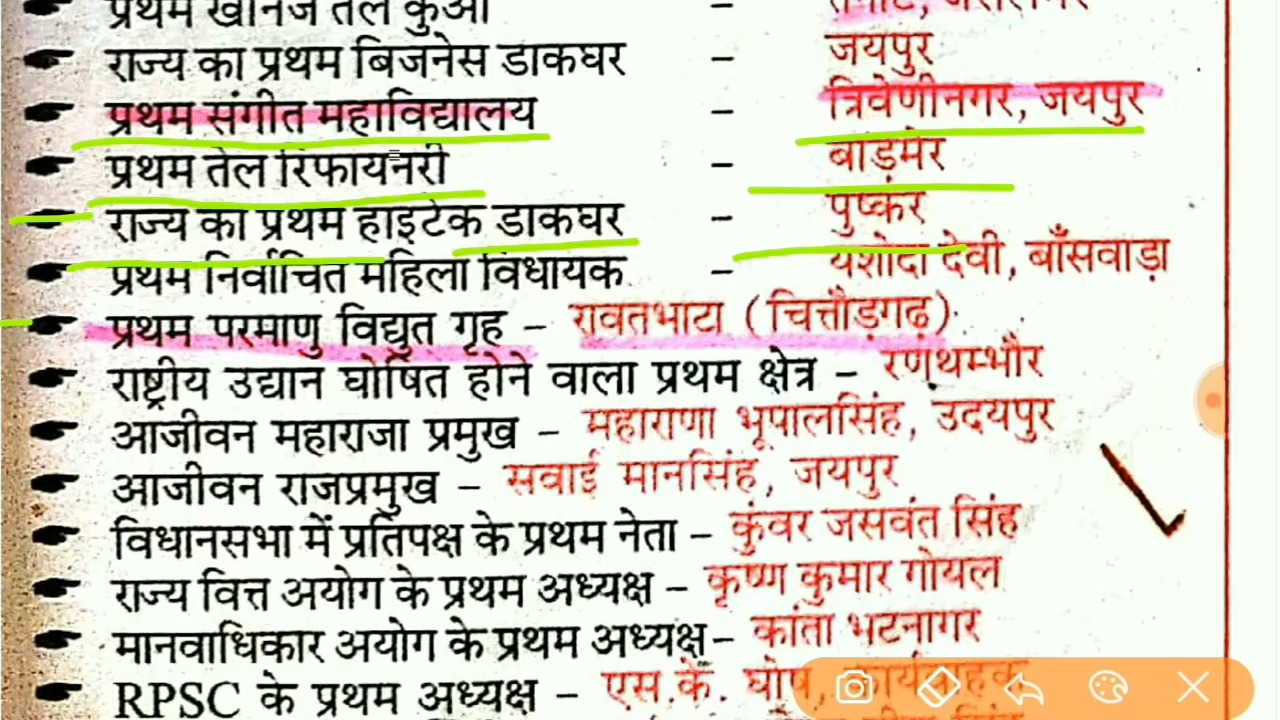 प्रथम खनिज तेल कुआँ –
राज्य का प्रथम बिजनेस डाकघर – जयपुर
प्रथम संगीत महाविद्यालय – त्रिवेणीनगर, जयपुर
प्रथम तेल रिफायनरी – बाड़मेर
राज्य का प्रथम हाइटेक डाकघर – पुष्कर
प्रथम निर्वाचित महिला विधायक – यशोदा देवी, बाँसवाड़ा
प्रथम परमाणु विद्युत गृह – रावतभाटा (चित्तौड़गढ़)
राष्ट्रीय उद्यान घोषित होने वाला प्रथम क्षेत्र – रणथम्भौर
आजीवन महाराजा प्रमुख – महाराणा भूपालसिंह, उदयपुर
आजीवन राजप्रमुख – सवाई मानसिंह, जयपुर
विधानसभा में प्रतिपक्ष के प्रथम नेता – कुंवर जसवंत सिंह
राज्य वित्त अयोग के प्रथम अध्यक्ष – कृष्ण कुमार गोयल
मानवाधिकार अयोग के प्रथम अध्यक्ष – कांता भटनागर
RPSC के प्रथम अध्यक्ष – एस.के. घोष,